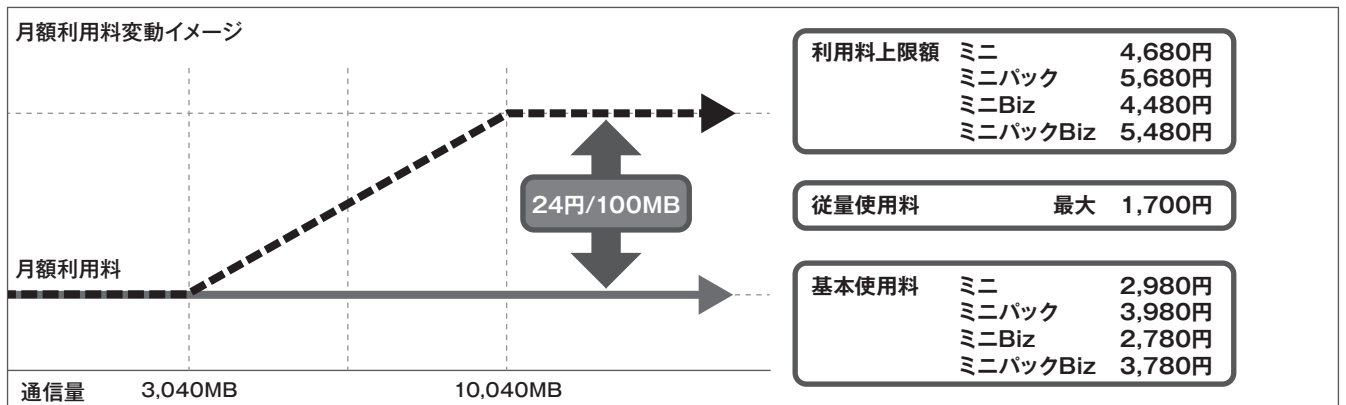 月額利用料変動イメージ
24円/100MB
月額利用料
通信量 3,040MB 10,040MB
利用料上限額 ミニ 4,680円
ミニパック 5,680円
ミニBiz 4,480円
ミニパックBiz 5,480円
従量使用料 最大 1,700円
基本使用料 ミニ 2,980円
ミニパック 3,980円
ミニBiz 2,780円
ミニパックBiz 3,780円